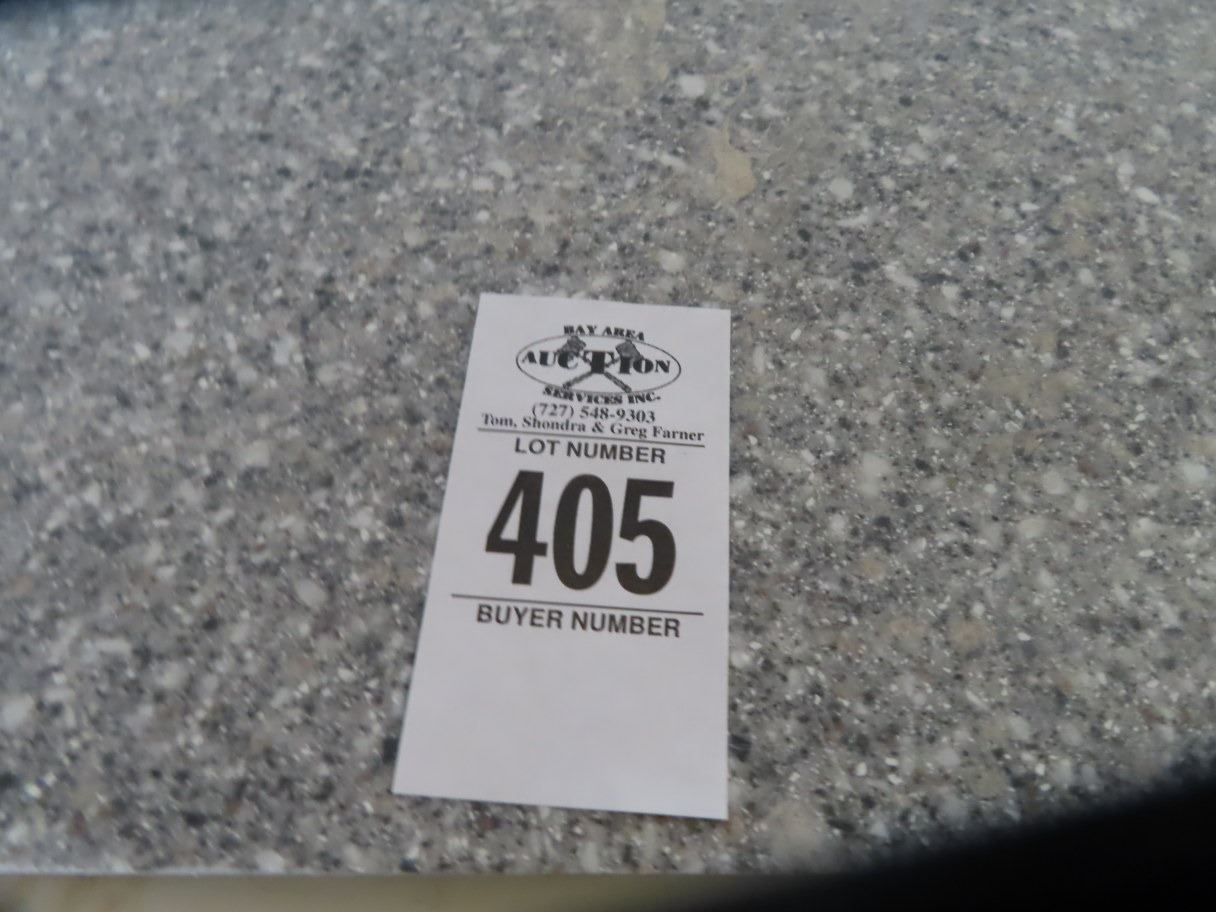 BAY AREA
AUCTION
SERVICES INC.
(727) 548-9303
Tom, Shondra & Greg Farner
LOT NUMBER
405
BUYER NUMBER